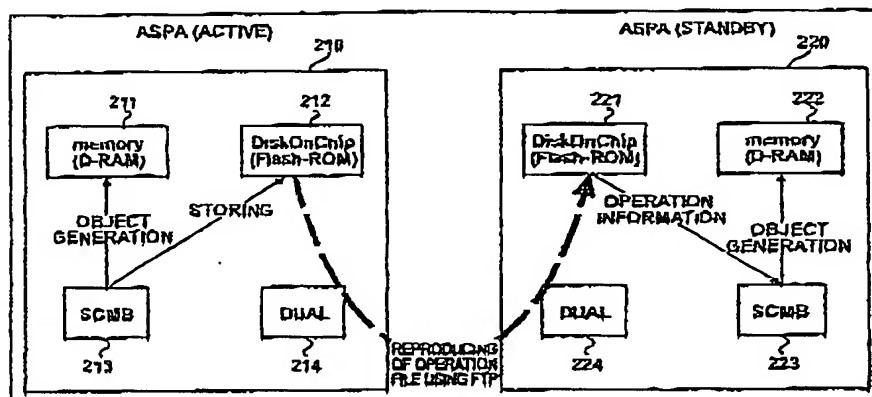 ASPA (ACTIVE)
210
ASPA (STANDBY)
220
211
212
221
222
memory
(D-RAM)
DiskOnChip
(Flash-ROM)
DiskOnChip
(Flash-ROM)
memory
(D-RAM)
OBJECT
GENERATION
STORING
OPERATION
INFORMATION
OBJECT
GENERATION
SCMB
DUAL
DUAL
SCMB
213
214
REPRODUCING
OF OPERATION
FILE USING FTP
224
223